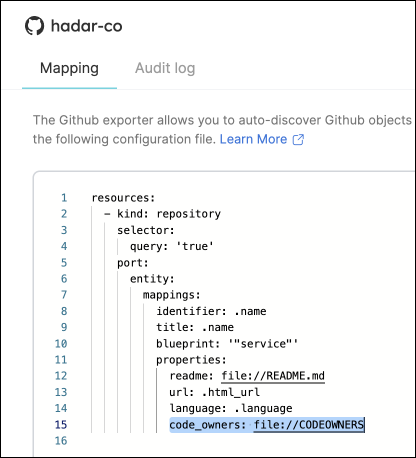 hadar-co
Mapping Audit log
The Github exporter allows you to auto-discover Github objects
the following configuration file. Learn More
1 resources:
2 - kind: repository
3 selector:
4 query: 'true'
5 port:
6 entity:
7 mappings:
8 identifier: .name
9 title: .name
10 blueprint: '"service"'
11 properties:
12 readme: file://README.md
13 url: .html_url
14 language: .language
15 code_owners: file://CODEOWNERS
16